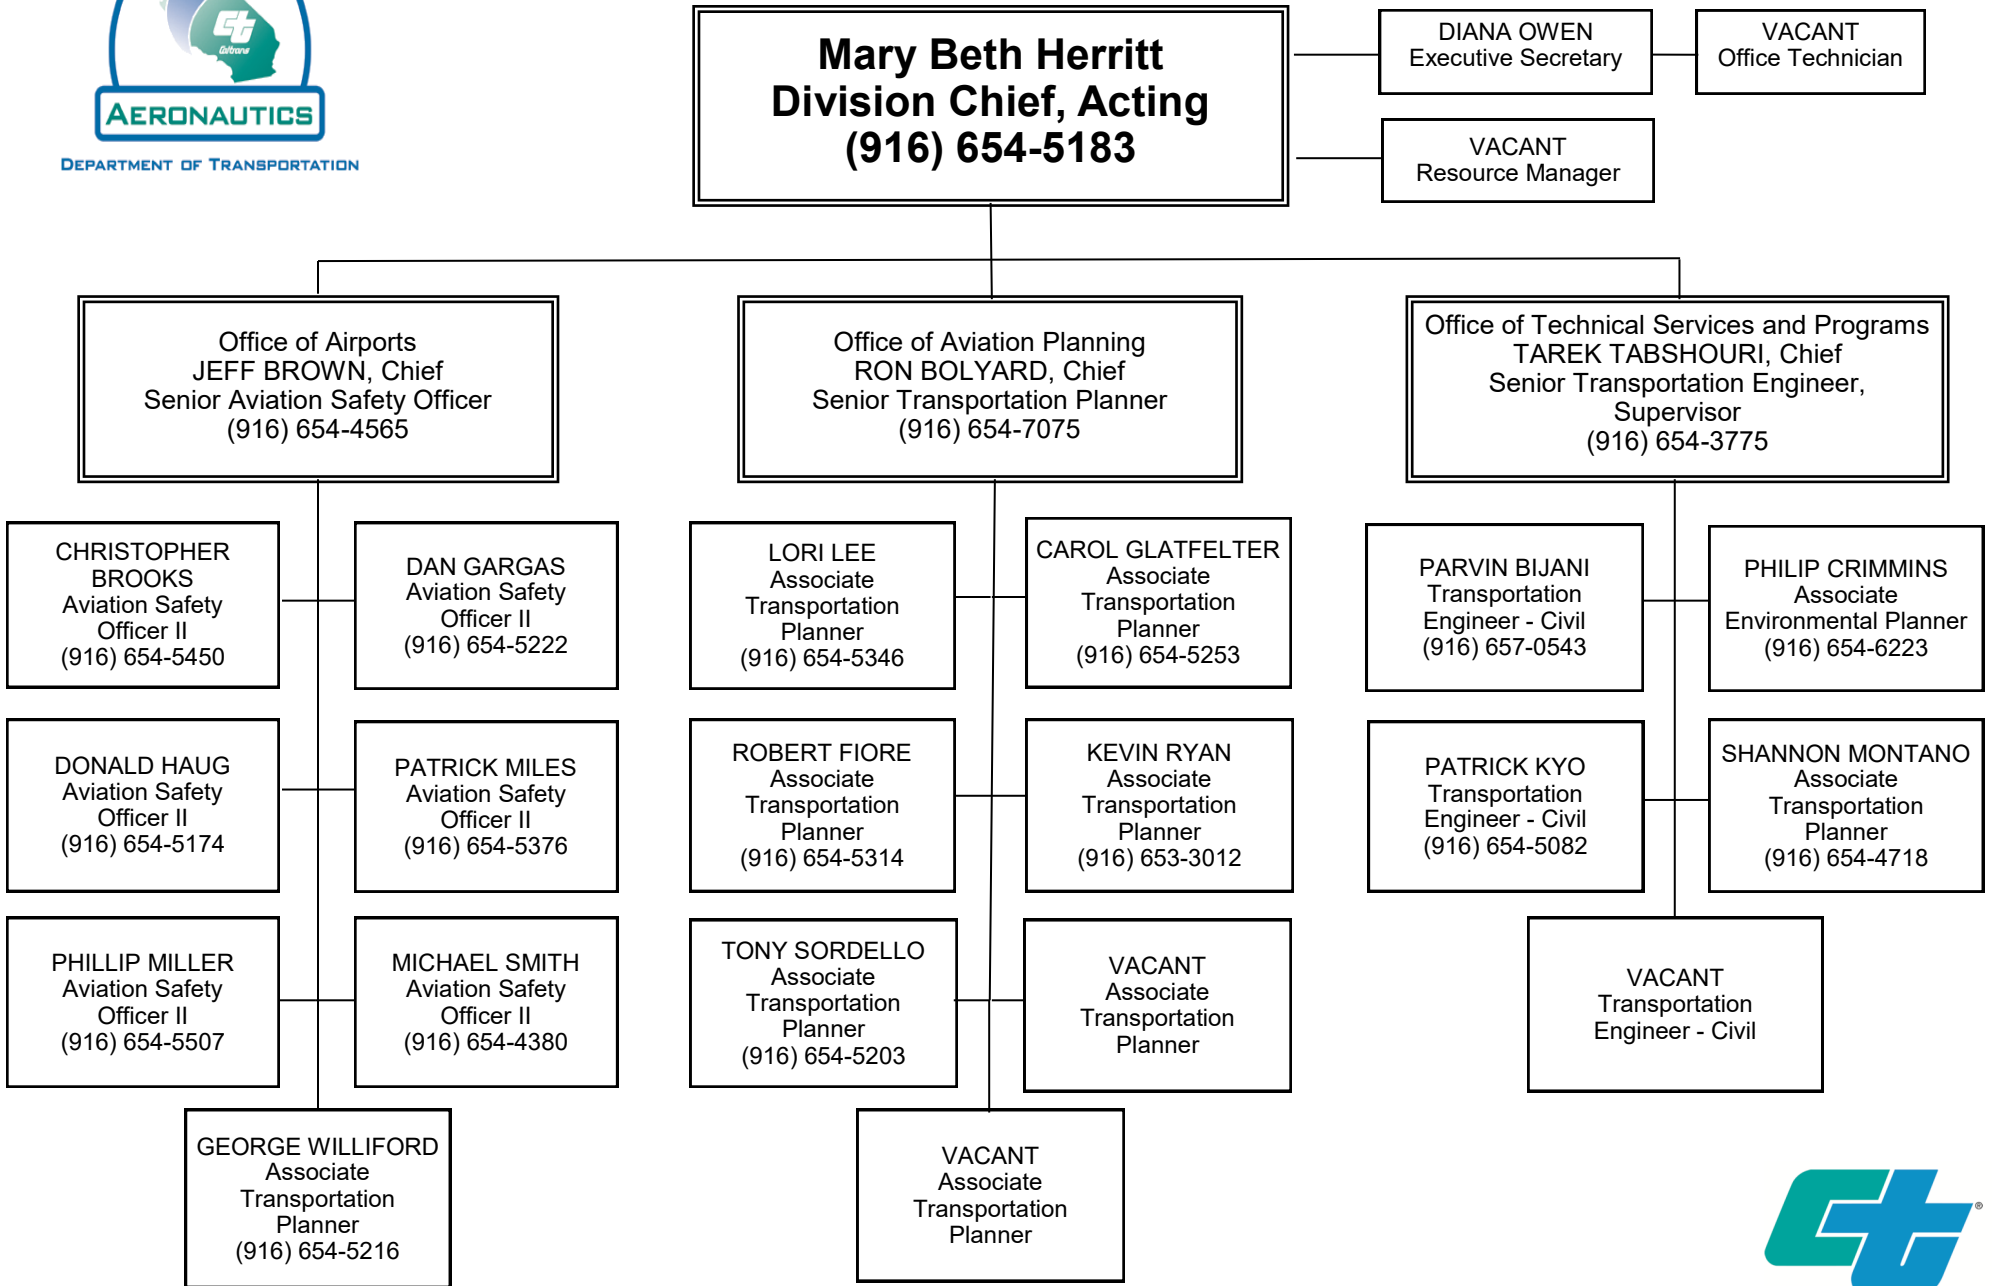 Caltrans
AERONAUTICS
DEPARTMENT OF TRANSPORTATION
Mary Beth Herritt
Division Chief, Acting
(916) 654-5183
DIANA OWEN
Executive Secretary
VACANT
Office Technician
VACANT
Resource Manager
Office of Airports
JEFF BROWN, Chief
Senior Aviation Safety Officer
(916) 654-4565
Office of Aviation Planning
RON BOLYARD, Chief
Senior Transportation Planner
(916) 654-7075
Office of Technical Services and Programs
TAREK TABSHOURI, Chief
Senior Transportation Engineer,
Supervisor
(916) 654-3775
CHRISTOPHER
BROOKS
Aviation Safety
Officer II
(916) 654-5450
DAN GARGAS
Aviation Safety
Officer II
(916) 654-5222
LORI LEE
Associate
Transportation
Planner
(916) 654-5346
CAROL GLATFELTER
Associate
Transportation
Planner
(916) 654-5253
PARVIN BIJANI
Transportation
Engineer - Civil
(916) 657-0543
PHILIP CRIMMINS
Associate
Environmental Planner
(916) 654-6223
DONALD HAUG
Aviation Safety
Officer II
(916) 654-5174
PATRICK MILES
Aviation Safety
Officer II
(916) 654-5376
ROBERT FIORE
Associate
Transportation
Planner
(916) 654-5314
KEVIN RYAN
Associate
Transportation
Planner
(916) 653-3012
PATRICK KYO
Transportation
Engineer - Civil
(916) 654-5082
SHANNON MONTANO
Associate
Transportation
Planner
(916) 654-4718
PHILLIP MILLER
Aviation Safety
Officer II
(916) 654-5507
MICHAEL SMITH
Aviation Safety
Officer II
(916) 654-4380
TONY SORDELLO
Associate
Transportation
Planner
(916) 654-5203
VACANT
Associate
Transportation
Planner
VACANT
Transportation
Engineer - Civil
GEORGE WILLIFORD
Associate
Transportation
Planner
(916) 654-5216
VACANT
Associate
Transportation
Planner
ct
®